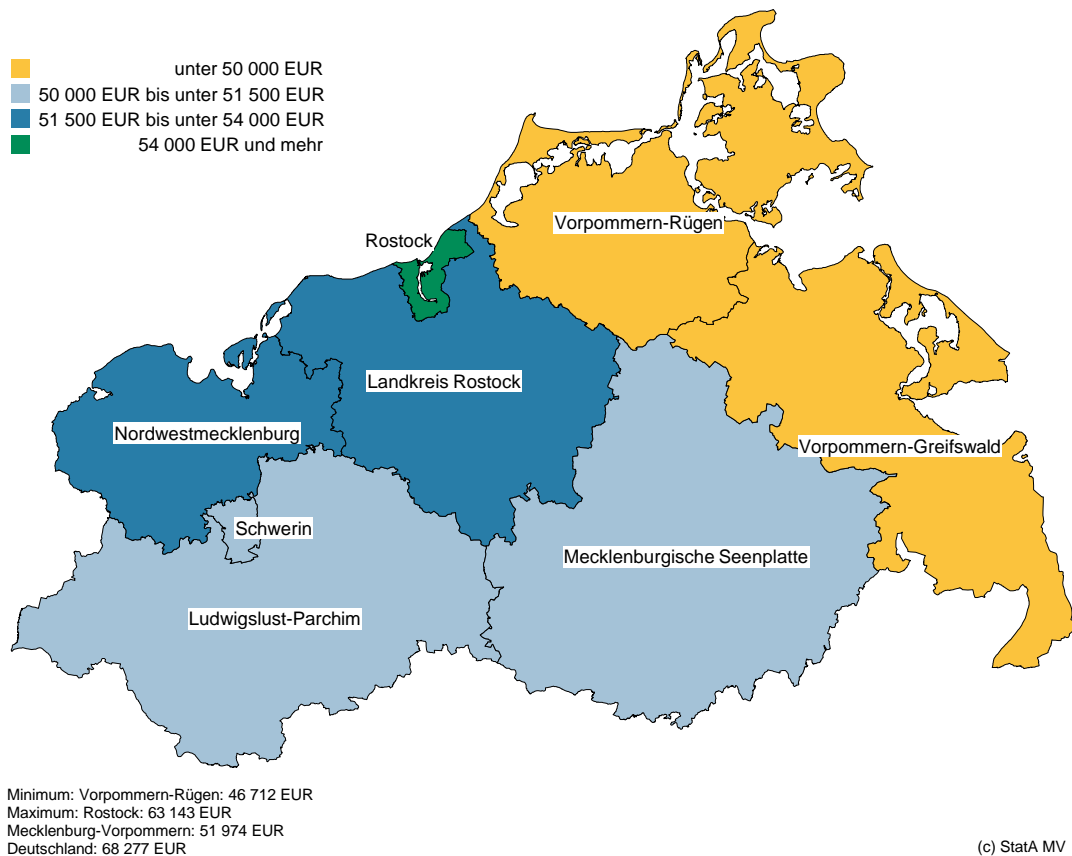 unter 50 000 EUR
50 000 EUR bis unter 51 500 EUR
51 500 EUR bis unter 54 000 EUR
54 000 EUR und mehr
Vorpommern-Rügen
Rostock
Landkreis Rostock
Nordwestmecklenburg
Vorpommern-Greifswald
Schwerin
Mecklenburgische Seenplatte
Ludwigslust-Parchim
Minimum: Vorpommern-Rügen: 46 712 EUR
Maximum: Rostock: 63 143 EUR
Mecklenburg-Vorpommern: 51 974 EUR
Deutschland: 68 277 EUR
(c) StatA MV